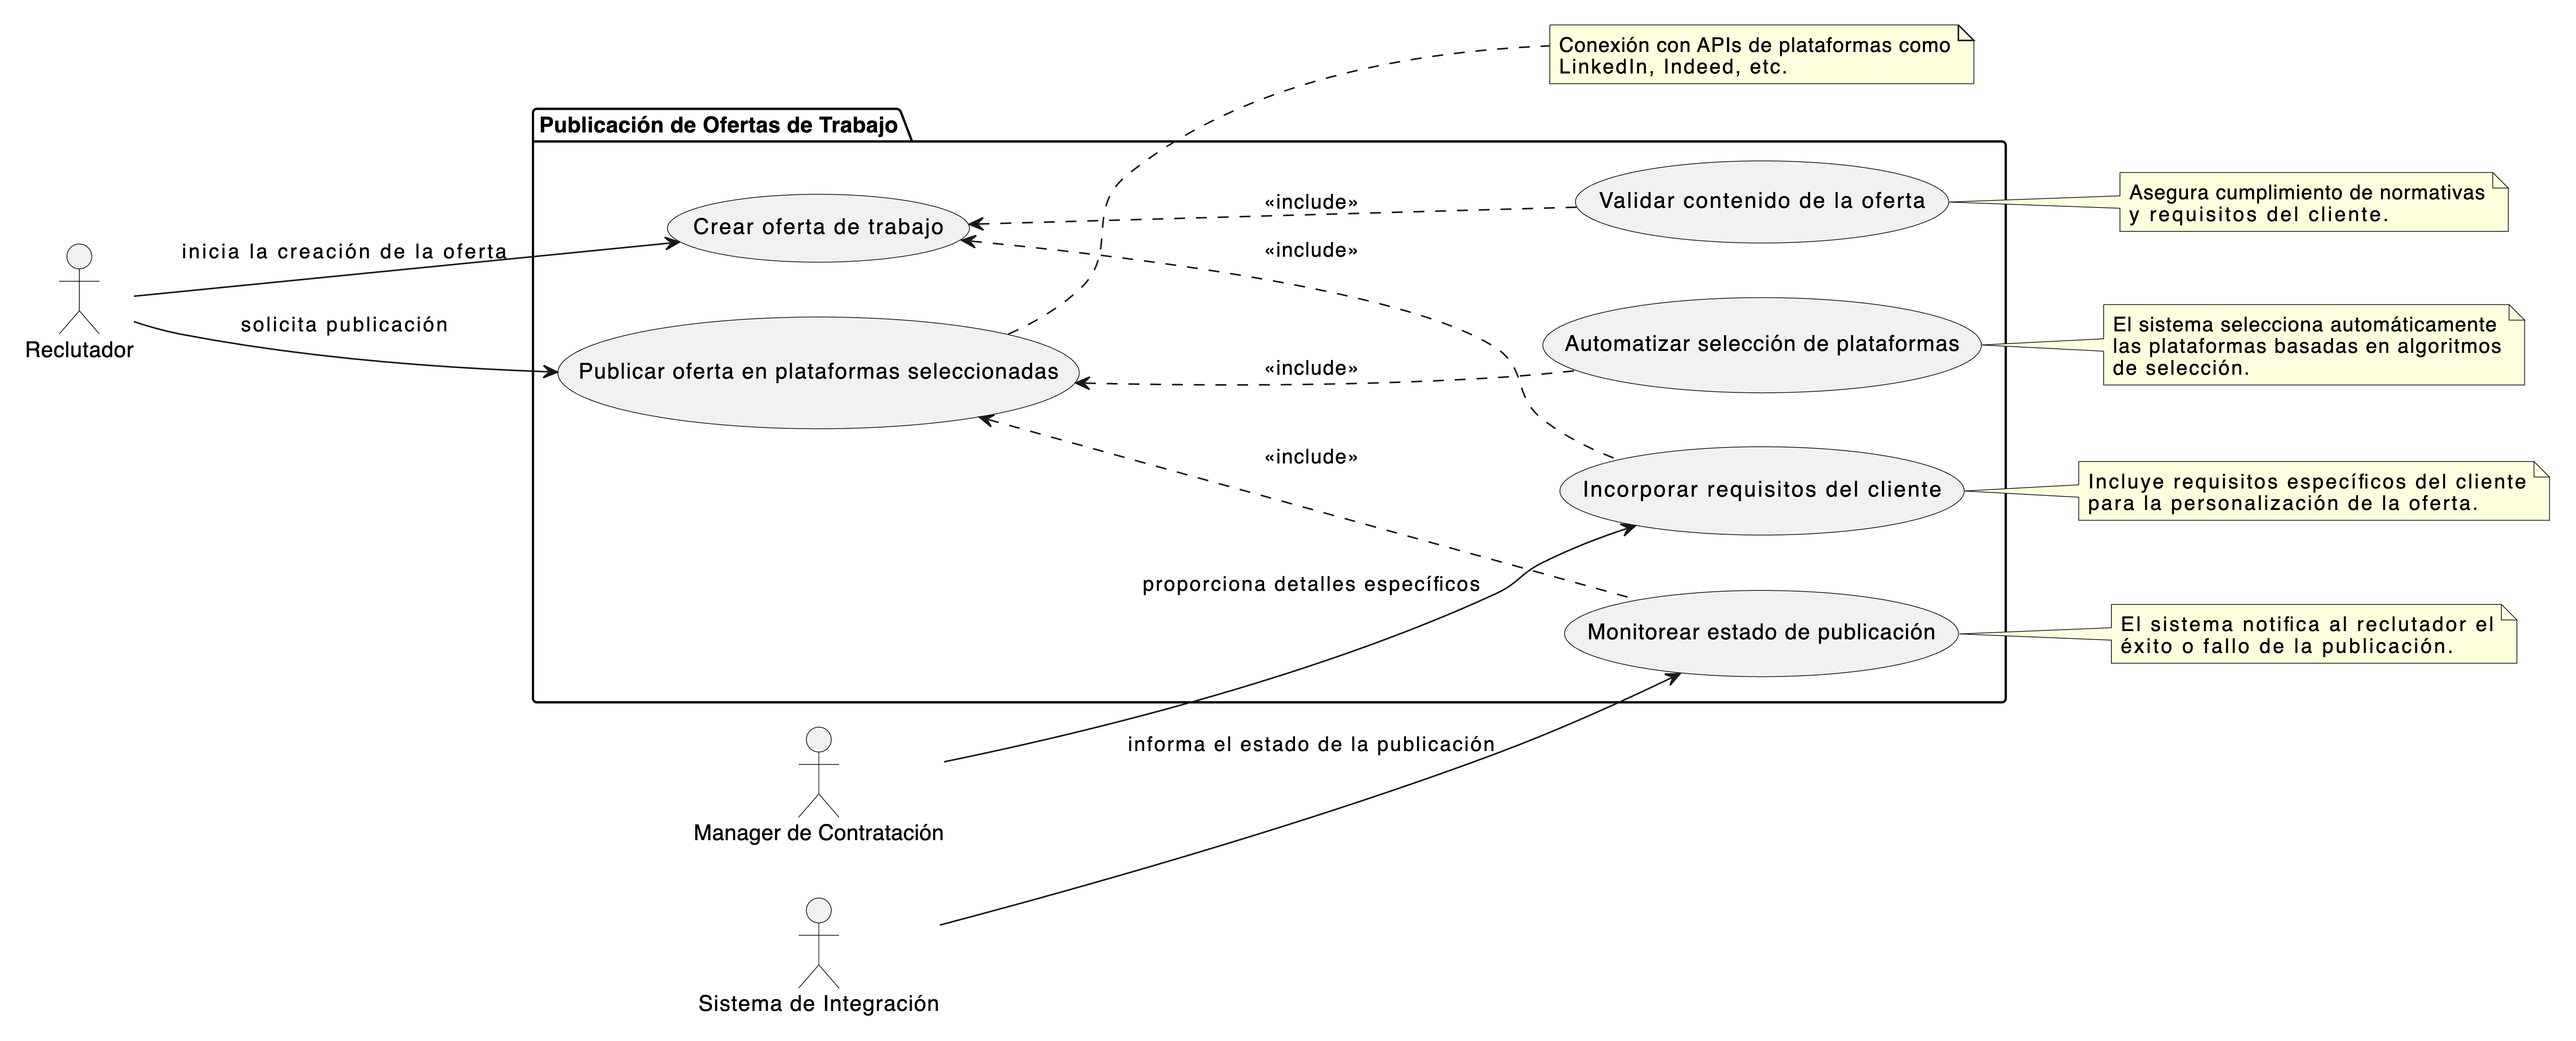 Conexión con APIs de plataformas como
LinkedIn, Indeed, etc.
Publicación de Ofertas de Trabajo
Crear oferta de trabajo
«include»
Validar contenido de la oferta
Asegura cumplimiento de normativas
y requisitos del cliente.
inicia la creación de la oferta
«include»
Reclutador
solicita publicación
Publicar oferta en plataformas seleccionadas
«include»
Automatizar selección de plataformas
El sistema selecciona automáticamente
las plataformas basadas en algoritmos
de selección.
«include»
Incorporar requisitos del cliente
Incluye requisitos específicos del cliente
para la personalización de la oferta.
proporciona detalles específicos
Monitorear estado de publicación
El sistema notifica al reclutador el
éxito o fallo de la publicación.
informa el estado de la publicación
Manager de Contratación
Sistema de Integración